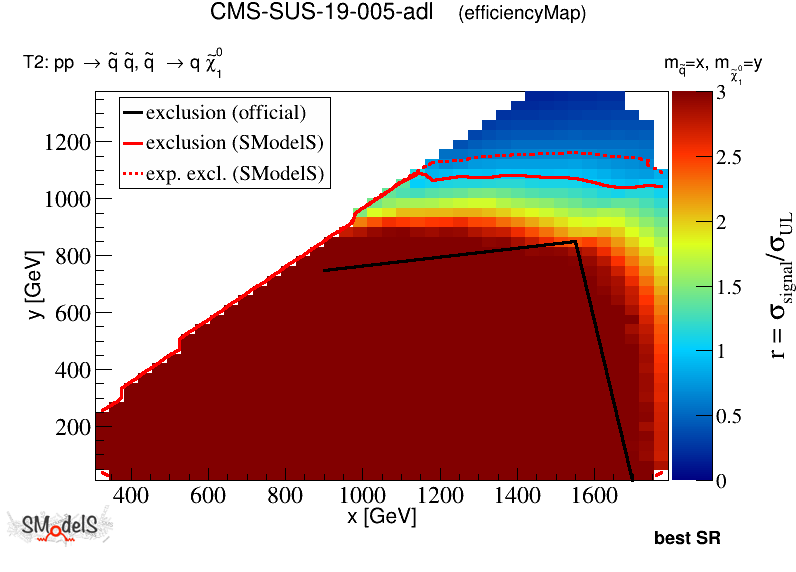 CMS-SUS-19-005-adl (efficiencyMap)
T2: pp → q̃ q̃, q̃ → q χ̃₁⁰
m_q̃=x, m_χ̃₁⁰=y
exclusion (official)
exclusion (SModelS)
exp. excl. (SModelS)
1200
1000
800
600
400
200
y [GeV]
400 600 800 1000 1200 1400 1600
x [GeV]
3
2.5
2
1.5
1
0.5
0
r = σ_signal/σ_UL
SModelS
best SR